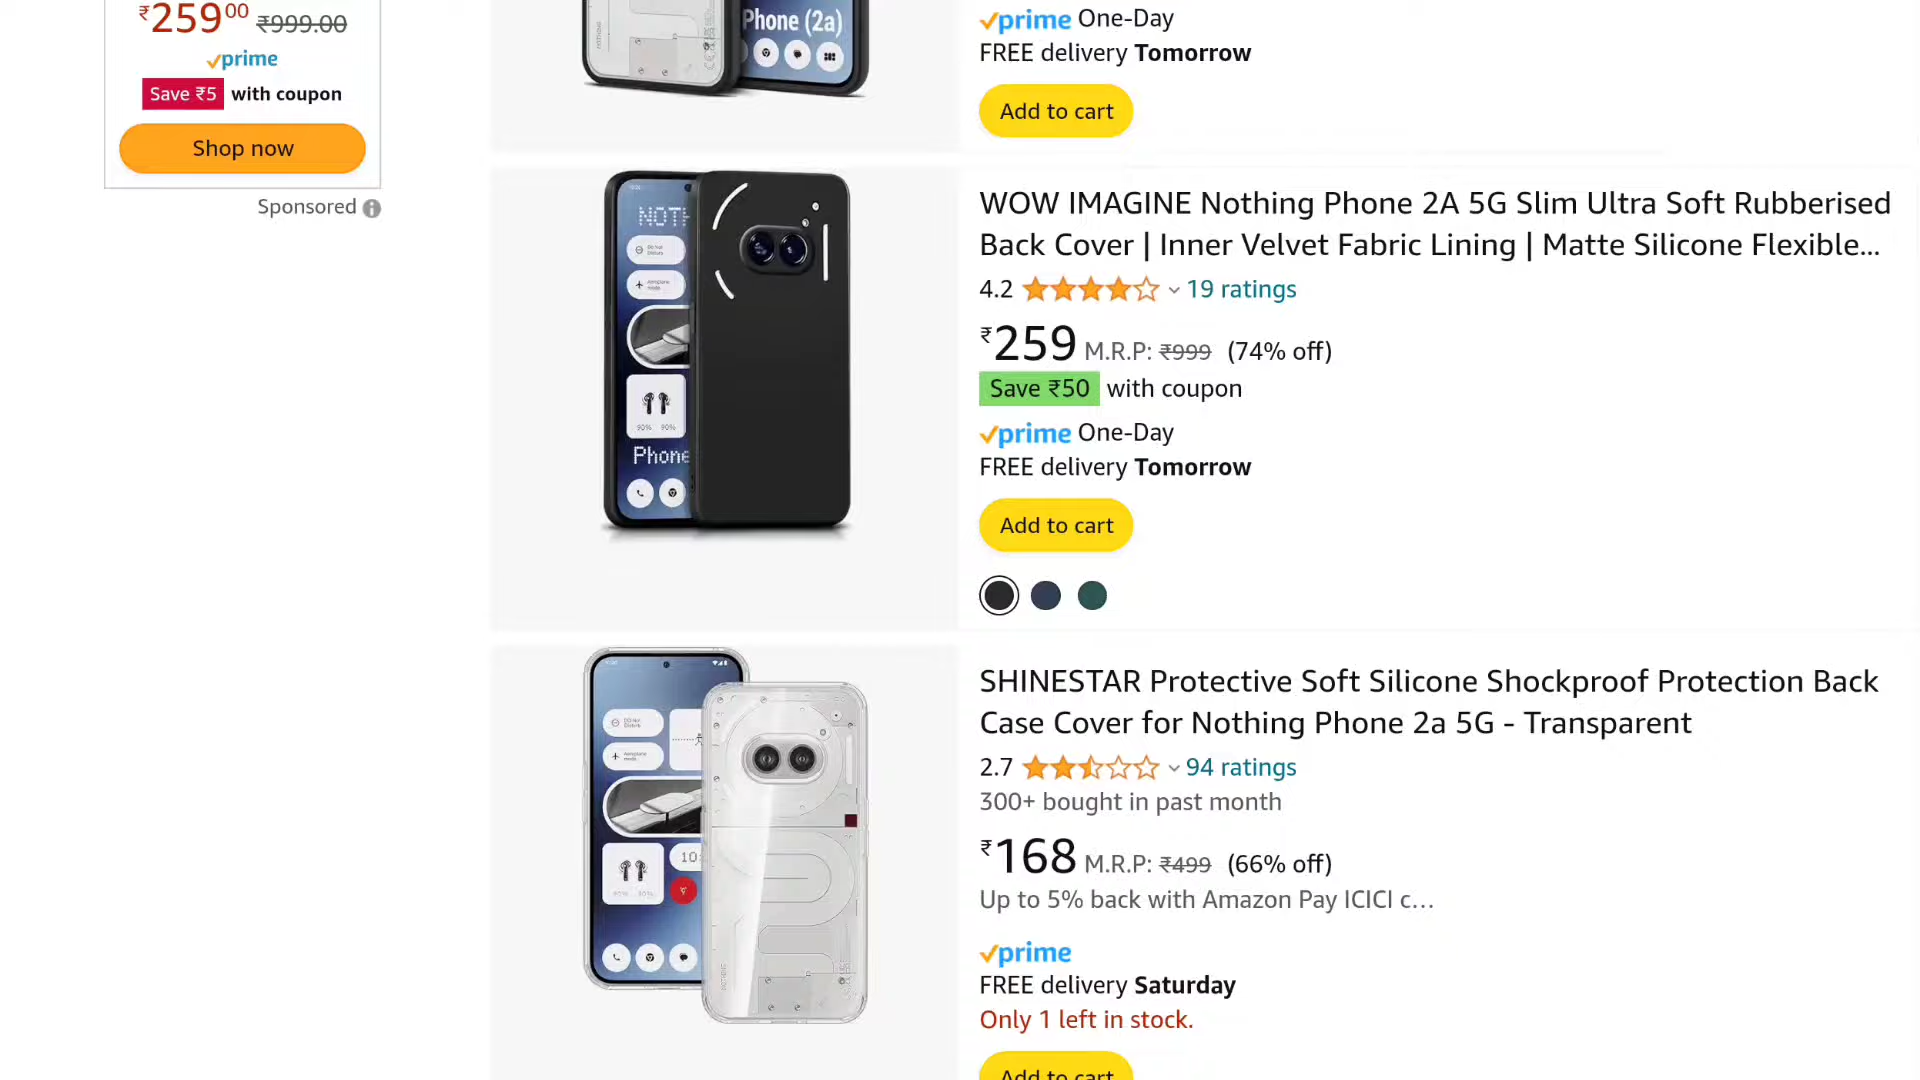 ₹25900 ₹999.00
prime
Save ₹5 with coupon
Shop now
Sponsored
Phone (2a)
prime One-Day
FREE delivery Tomorrow
Add to cart
NOTH
Phone
90% 90%
WOW IMAGINE Nothing Phone 2A 5G Slim Ultra Soft Rubberised
Back Cover | Inner Velvet Fabric Lining | Matte Silicone Flexible...
4.2 19 ratings
₹259 M.R.P: ₹999 (74% off)
Save ₹50 with coupon
prime One-Day
FREE delivery Tomorrow
Add to cart
SHINESTAR Protective Soft Silicone Shockproof Protection Back
Case Cover for Nothing Phone 2a 5G - Transparent
2.7 94 ratings
300+ bought in past month
₹168 M.R.P: ₹499 (66% off)
Up to 5% back with Amazon Pay ICICI c...
prime
FREE delivery Saturday
Only 1 left in stock.
Add to cart